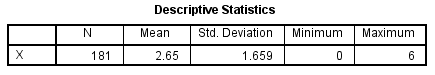 Descriptive Statistics
N Mean Std. Deviation Minimum Maximum
X 181 2.65 1.659 0 6